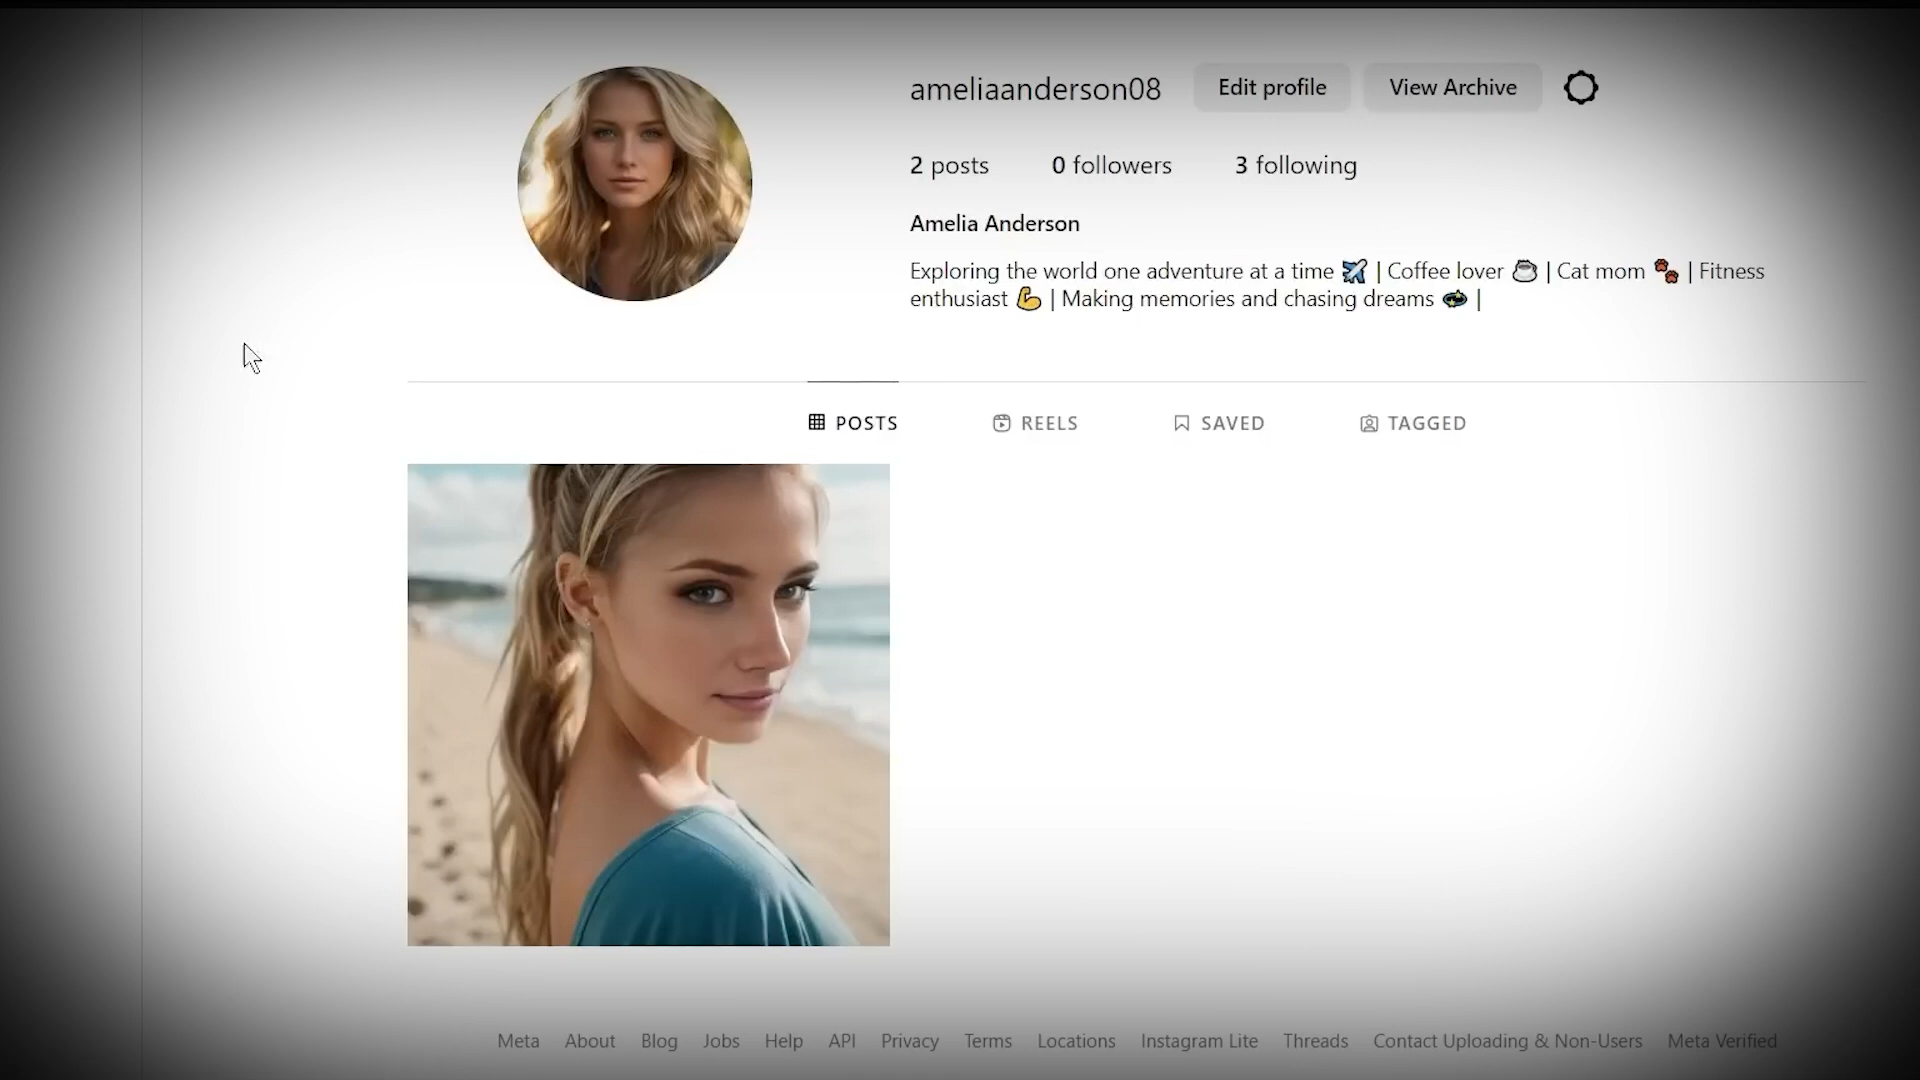 ameliaanderson08 Edit profile View Archive
2 posts 0 followers 3 following
Amelia Anderson
Exploring the world one adventure at a time ✈️ | Coffee lover ☕ | Cat mom 🐾 | Fitness
enthusiast 💪 | Making memories and chasing dreams 💫 |
POSTS REELS SAVED TAGGED
Meta About Blog Jobs Help API Privacy Terms Locations Instagram Lite Threads Contact Uploading & Non-Users Meta Verified